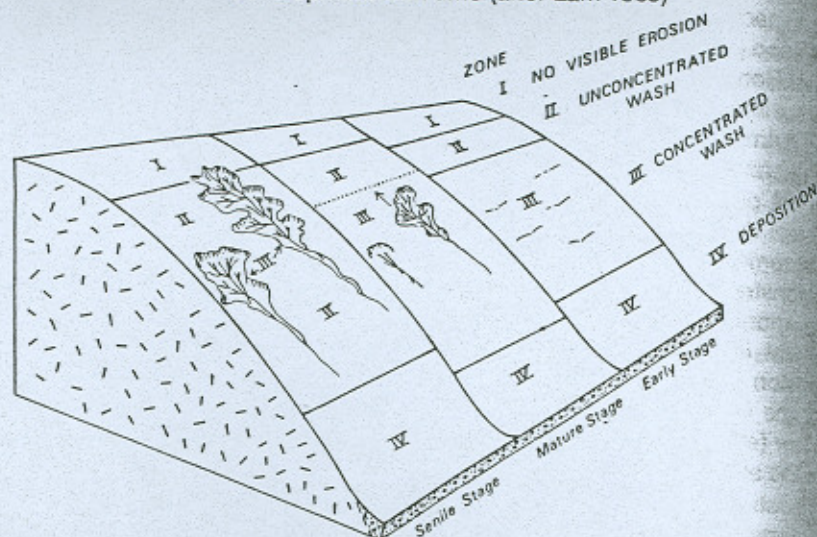 ZONE
I NO VISIBLE EROSION
II UNCONCENTRATED
WASH
III CONCENTRATED
WASH
IV DEPOSITION
I
I
I
II
II
II
III
III
III
II
IV
IV
IV
Senile Stage
Mature Stage
Early Stage